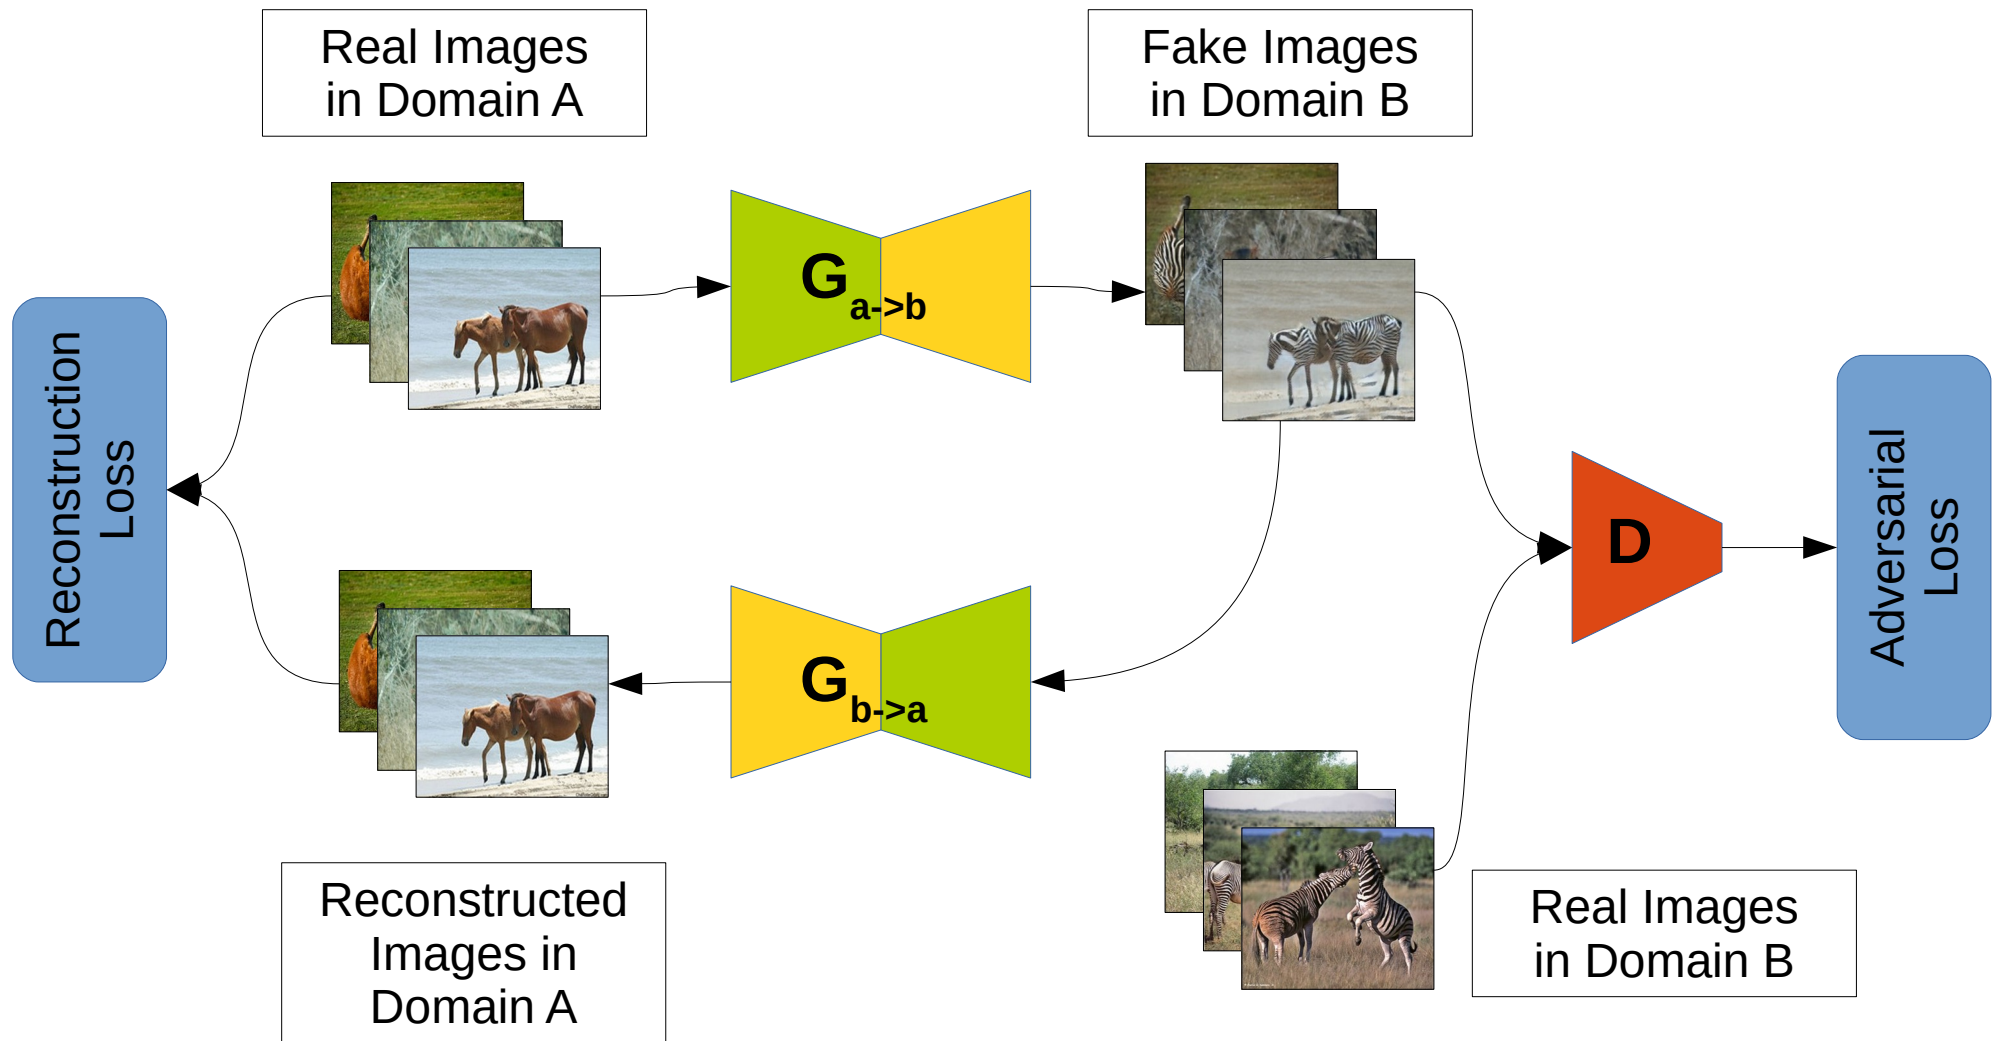 Real Images
in Domain A
Fake Images
in Domain B
G a->b
Reconstruction
Loss
Adversarial
Loss
D
G b->a
Reconstructed
Images in
Domain A
Real Images
in Domain B